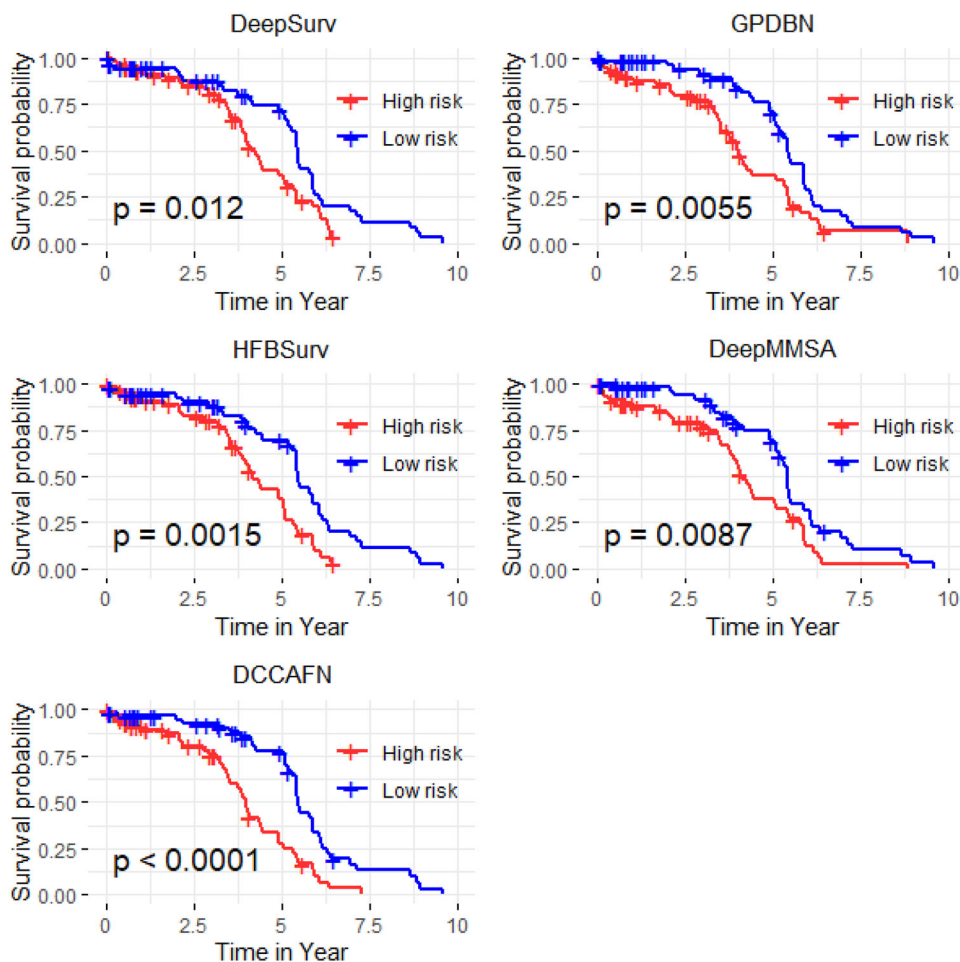 DeepSurv
Survival probability
1.00
0.75
0.50
0.25
0.00
High risk
Low risk
p = 0.012
0 2.5 5 7.5 10
Time in Year
GPDBN
Survival probability
1.00
0.75
0.50
0.25
0.00
High risk
Low risk
p = 0.0055
0 2.5 5 7.5 10
Time in Year
HFBSurv
Survival probability
1.00
0.75
0.50
0.25
0.00
High risk
Low risk
p = 0.0015
0 2.5 5 7.5 10
Time in Year
DeepMMSA
Survival probability
1.00
0.75
0.50
0.25
0.00
High risk
Low risk
p = 0.0087
0 2.5 5 7.5 10
Time in Year
DCCAFN
Survival probability
1.00
0.75
0.50
0.25
0.00
High risk
Low risk
p < 0.0001
0 2.5 5 7.5 10
Time in Year